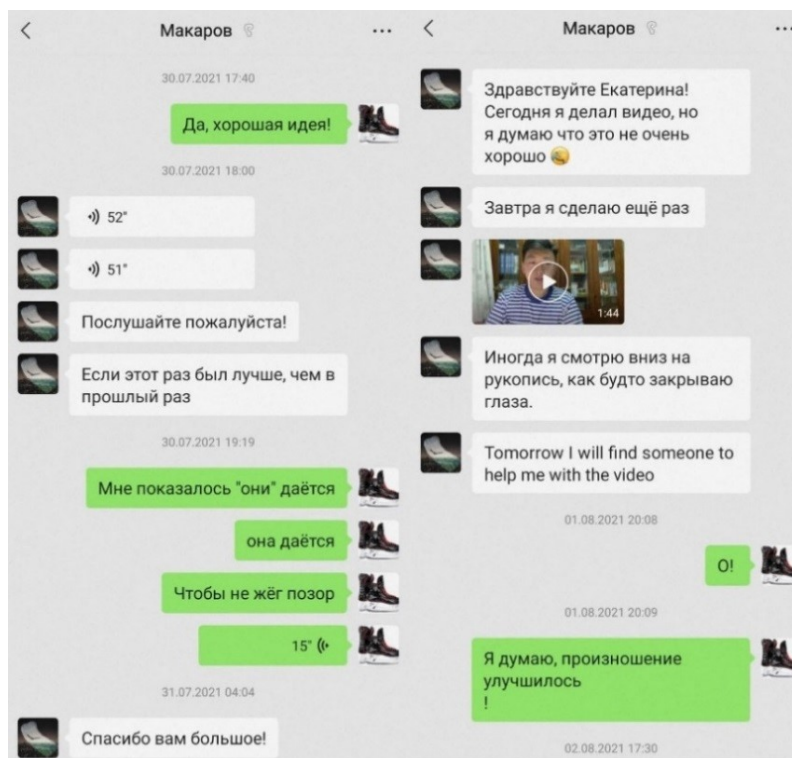 Макаров
30.07.2021 17:40
Да, хорошая идея!
30.07.2021 18:00
52"
51"
Послушайте пожалуйста!
Если этот раз был лучше, чем в
прошлый раз
30.07.2021 19:19
Мне показалось "они" даётся
она даётся
Чтобы не жёг позор
15"
31.07.2021 04:04
Спасибо вам большое!
Макаров
Здравствуйте Екатерина!
Сегодня я делал видео, но
я думаю что это не очень
хорошо
Завтра я сделаю ещё раз
1:44
Иногда я смотрю вниз на
рукопись, как будто закрываю
глаза.
Tomorrow I will find someone to
help me with the video
01.08.2021 20:08
О!
01.08.2021 20:09
Я думаю, произношение
улучшилось
!
02.08.2021 17:30